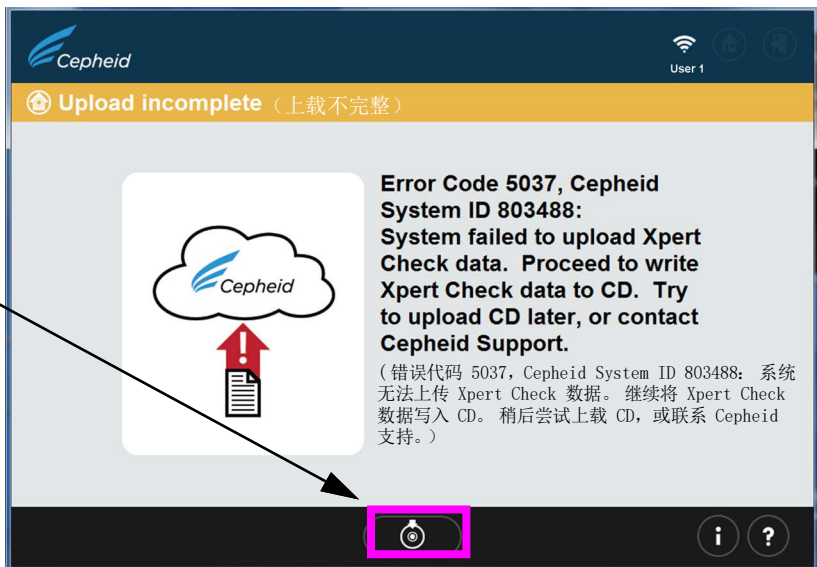 Cepheid
User 1
Upload incomplete（上载不完整）
Error Code 5037, Cepheid
System ID 803488:
System failed to upload Xpert
Check data. Proceed to write
Xpert Check data to CD. Try
to upload CD later, or contact
Cepheid Support.
（错误代码 5037，Cepheid System ID 803488： 系统
无法上传 Xpert Check 数据。 继续将 Xpert Check
数据写入 CD。 稍后尝试上载 CD，或联系 Cepheid
支持。）
Cepheid
!
i
?